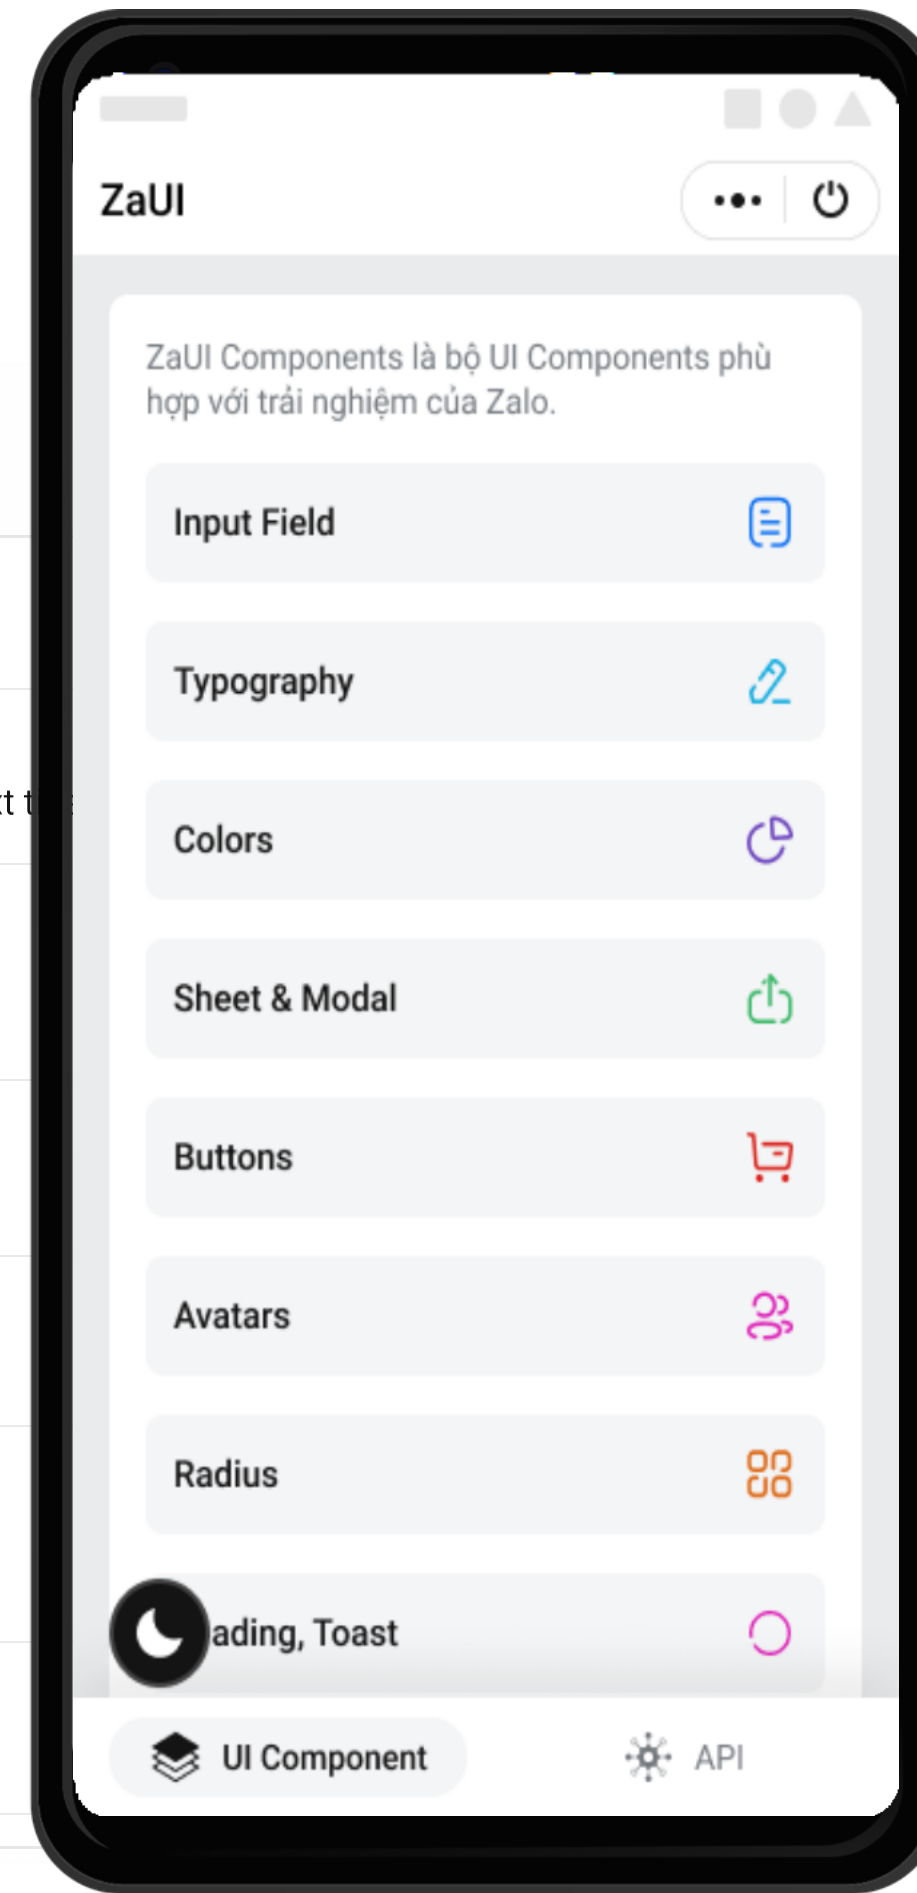 ZaUI
ZaUI Components là bộ UI Components phù
hợp với trải nghiệm của Zalo.
Input Field
Typography
Colors
Sheet & Modal
Buttons
Avatars
Radius
ading, Toast
UI Component
API